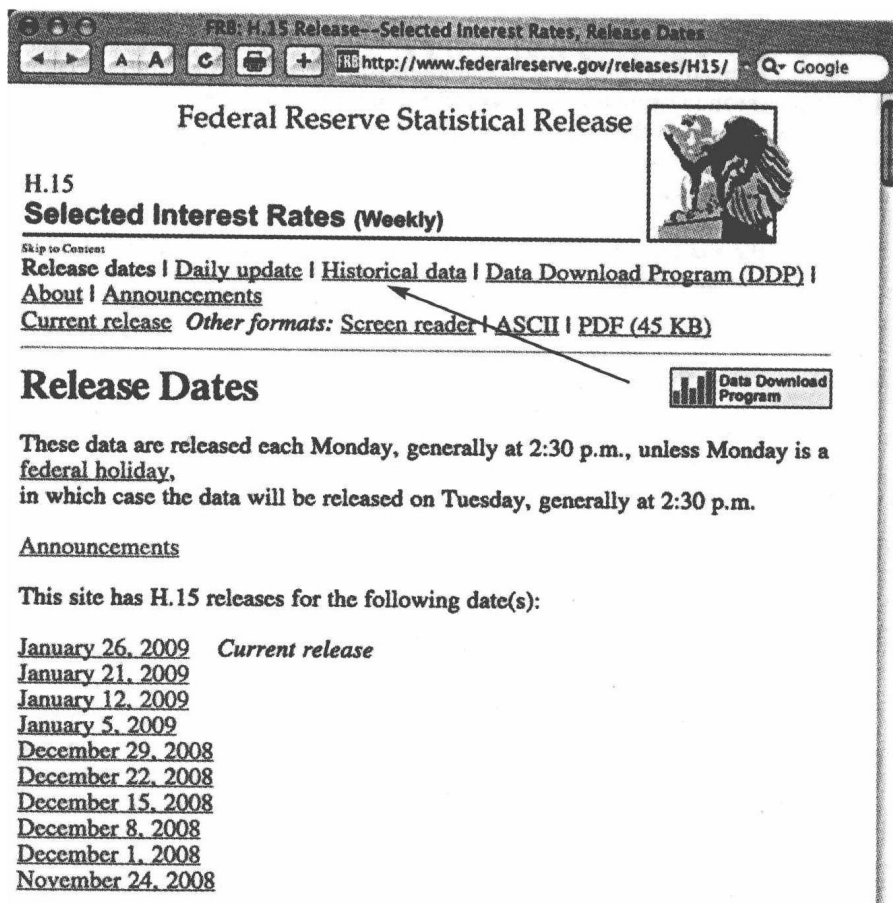 FRB: H.15 Release--Selected Interest Rates, Release Dates
A A C + FRB http://www.federalreserve.gov/releases/H15/ Q Google
Federal Reserve Statistical Release
H.15
Selected Interest Rates (Weekly)
Skip to Content
Release dates | Daily update | Historical data | Data Download Program (DDP) |
About | Announcements
Current release Other formats: Screen reader | ASCII | PDF (45 KB)
Release Dates
Data Download
Program
These data are released each Monday, generally at 2:30 p.m., unless Monday is a
federal holiday,
in which case the data will be released on Tuesday, generally at 2:30 p.m.
Announcements
This site has H.15 releases for the following date(s):
January 26, 2009 Current release
January 21, 2009
January 12, 2009
January 5, 2009
December 29, 2008
December 22, 2008
December 15, 2008
December 8, 2008
December 1, 2008
November 24, 2008